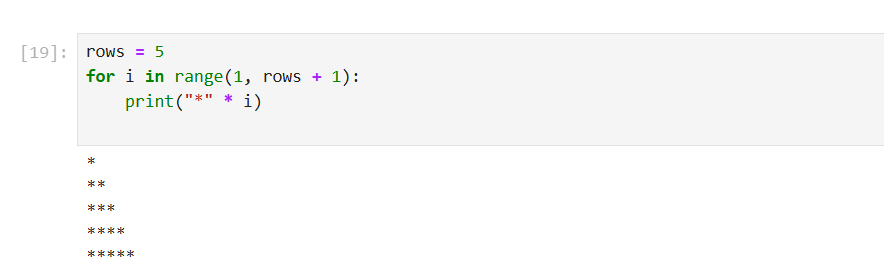 [19]: rows = 5
for i in range(1, rows + 1):
    print("*" * i)
*
**
***
****
*****